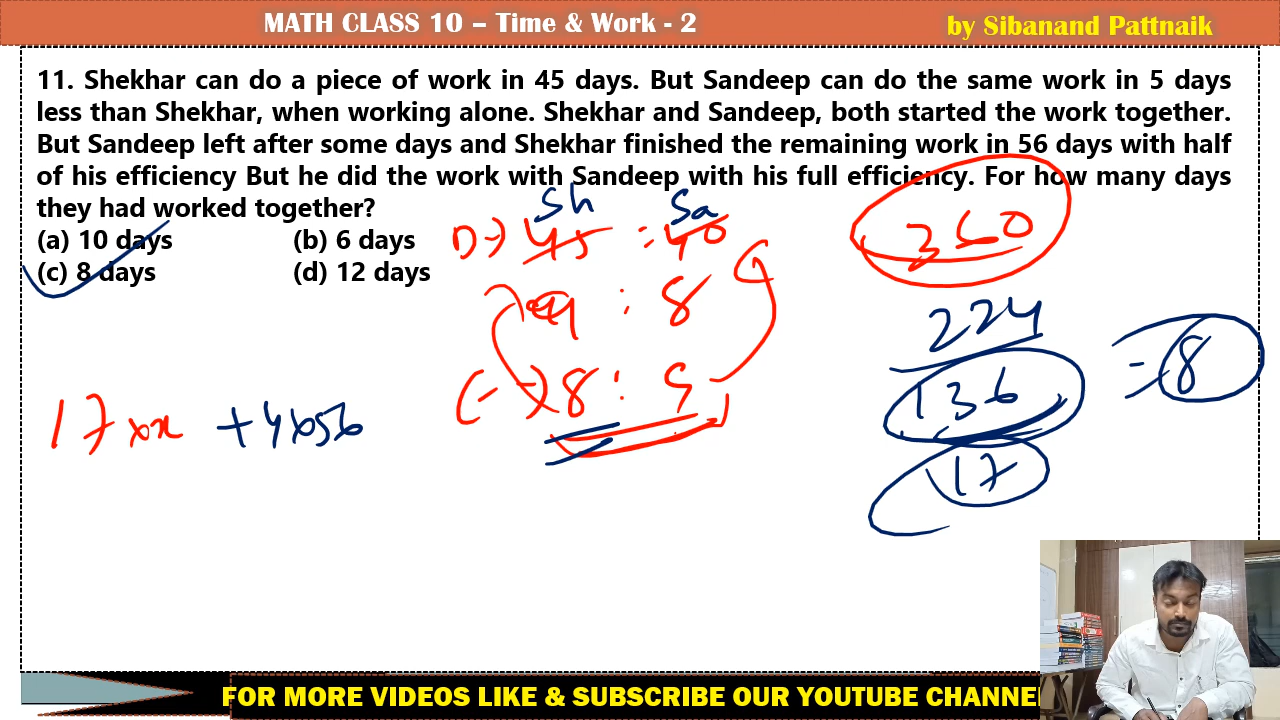 MATH CLASS 10 – Time & Work - 2
by Sibanand Pattnaik
11. Shekhar can do a piece of work in 45 days. But Sandeep can do the same work in 5 days
less than Shekhar, when working alone. Shekhar and Sandeep, both started the work together.
But Sandeep left after some days and Shekhar finished the remaining work in 56 days with half
of his efficiency But he did the work with Sandeep with his full efficiency. For how many days
they had worked together?
(a) 10 days (b) 6 days
(c) 8 days (d) 12 days
Sh Sa
D→) 45 : 40
9 : 8
8 : 9
360
224
136
17
= 8
17 × x + 4×56
FOR MORE VIDEOS LIKE & SUBSCRIBE OUR YOUTUBE CHANNEL